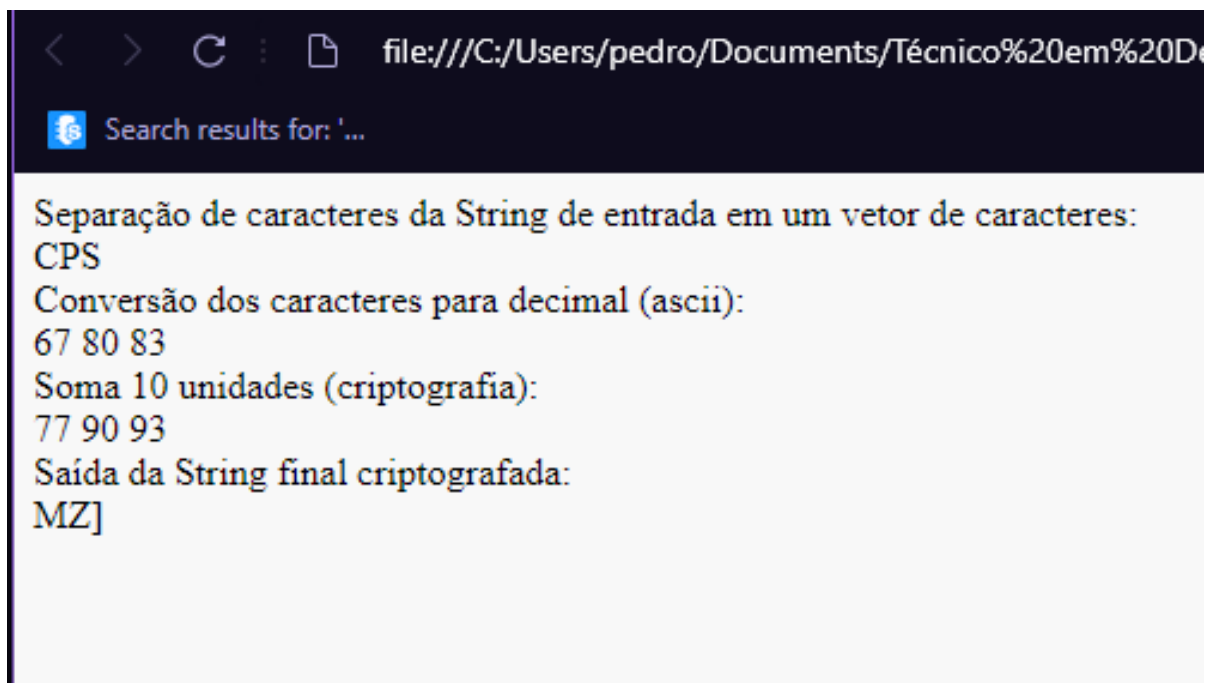 file:///C:/Users/pedro/Documents/Técnico%20em%20De
Search results for: '...
Separação de caracteres da String de entrada em um vetor de caracteres:
CPS
Conversão dos caracteres para decimal (ascii):
67 80 83
Soma 10 unidades (criptografia):
77 90 93
Saída da String final criptografada:
MZ]